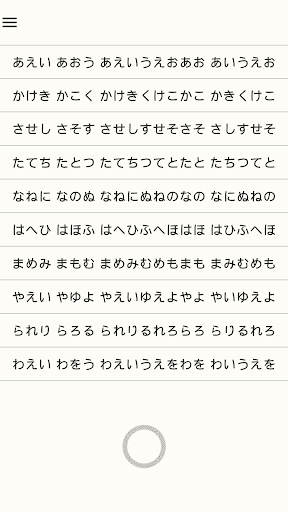 あえい あおう あえいうえおあお あいうえお
かけき かこく かけきくけこかこ かきくけこ
させし さそす させしすせそさそ さしすせそ
たてち たとつ たてちつてとたと たちつてと
なねに なのぬ なねにぬねのなの なにぬねの
はへひ はほふ はへひふへほはほ はひふへほ
まめみ まもむ まめみむめもまも まみむめも
やえい やゆよ やえいゆえよやよ やいゆえよ
られり らろる られりるれろらろ らりるれろ
わえい わをう わえいうえをわを わいうえを